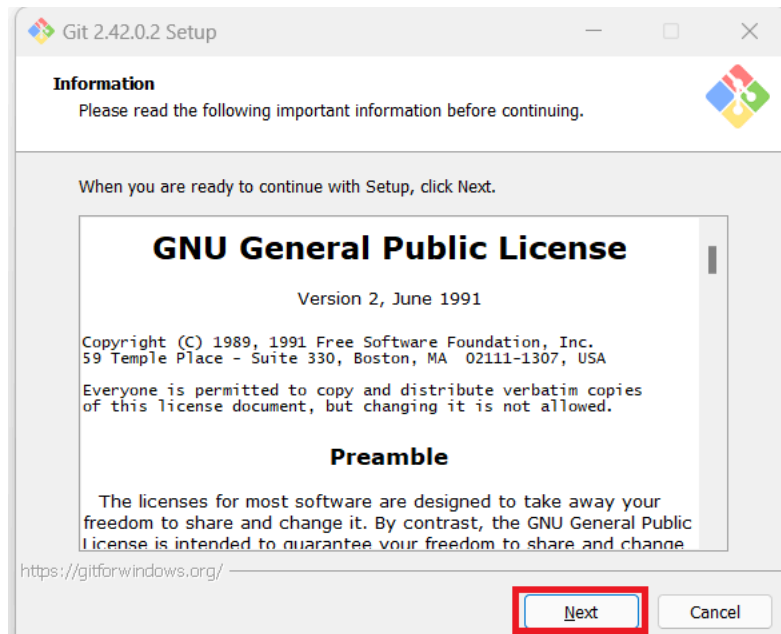 Git 2.42.0.2 Setup
Information
Please read the following important information before continuing.
When you are ready to continue with Setup, click Next.
GNU General Public License
Version 2, June 1991
Copyright (C) 1989, 1991 Free Software Foundation, Inc.
59 Temple Place - Suite 330, Boston, MA  02111-1307, USA
Everyone is permitted to copy and distribute verbatim copies
of this license document, but changing it is not allowed.
Preamble
The licenses for most software are designed to take away your
freedom to share and change it. By contrast, the GNU General Public
License is intended to guarantee your freedom to share and change
https://gitforwindows.org/
Next
Cancel